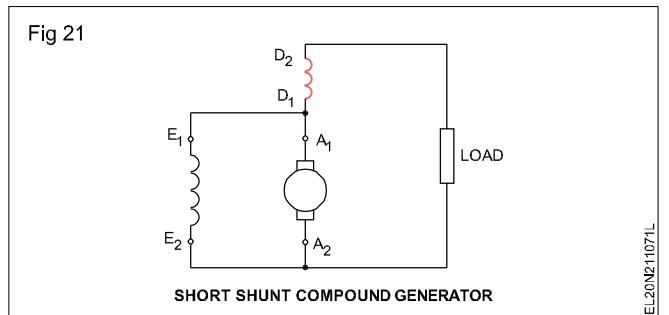 Fig 21
D2
D1
E1
A1
LOAD
E2
A2
SHORT SHUNT COMPOUND GENERATOR
EL20N211071L